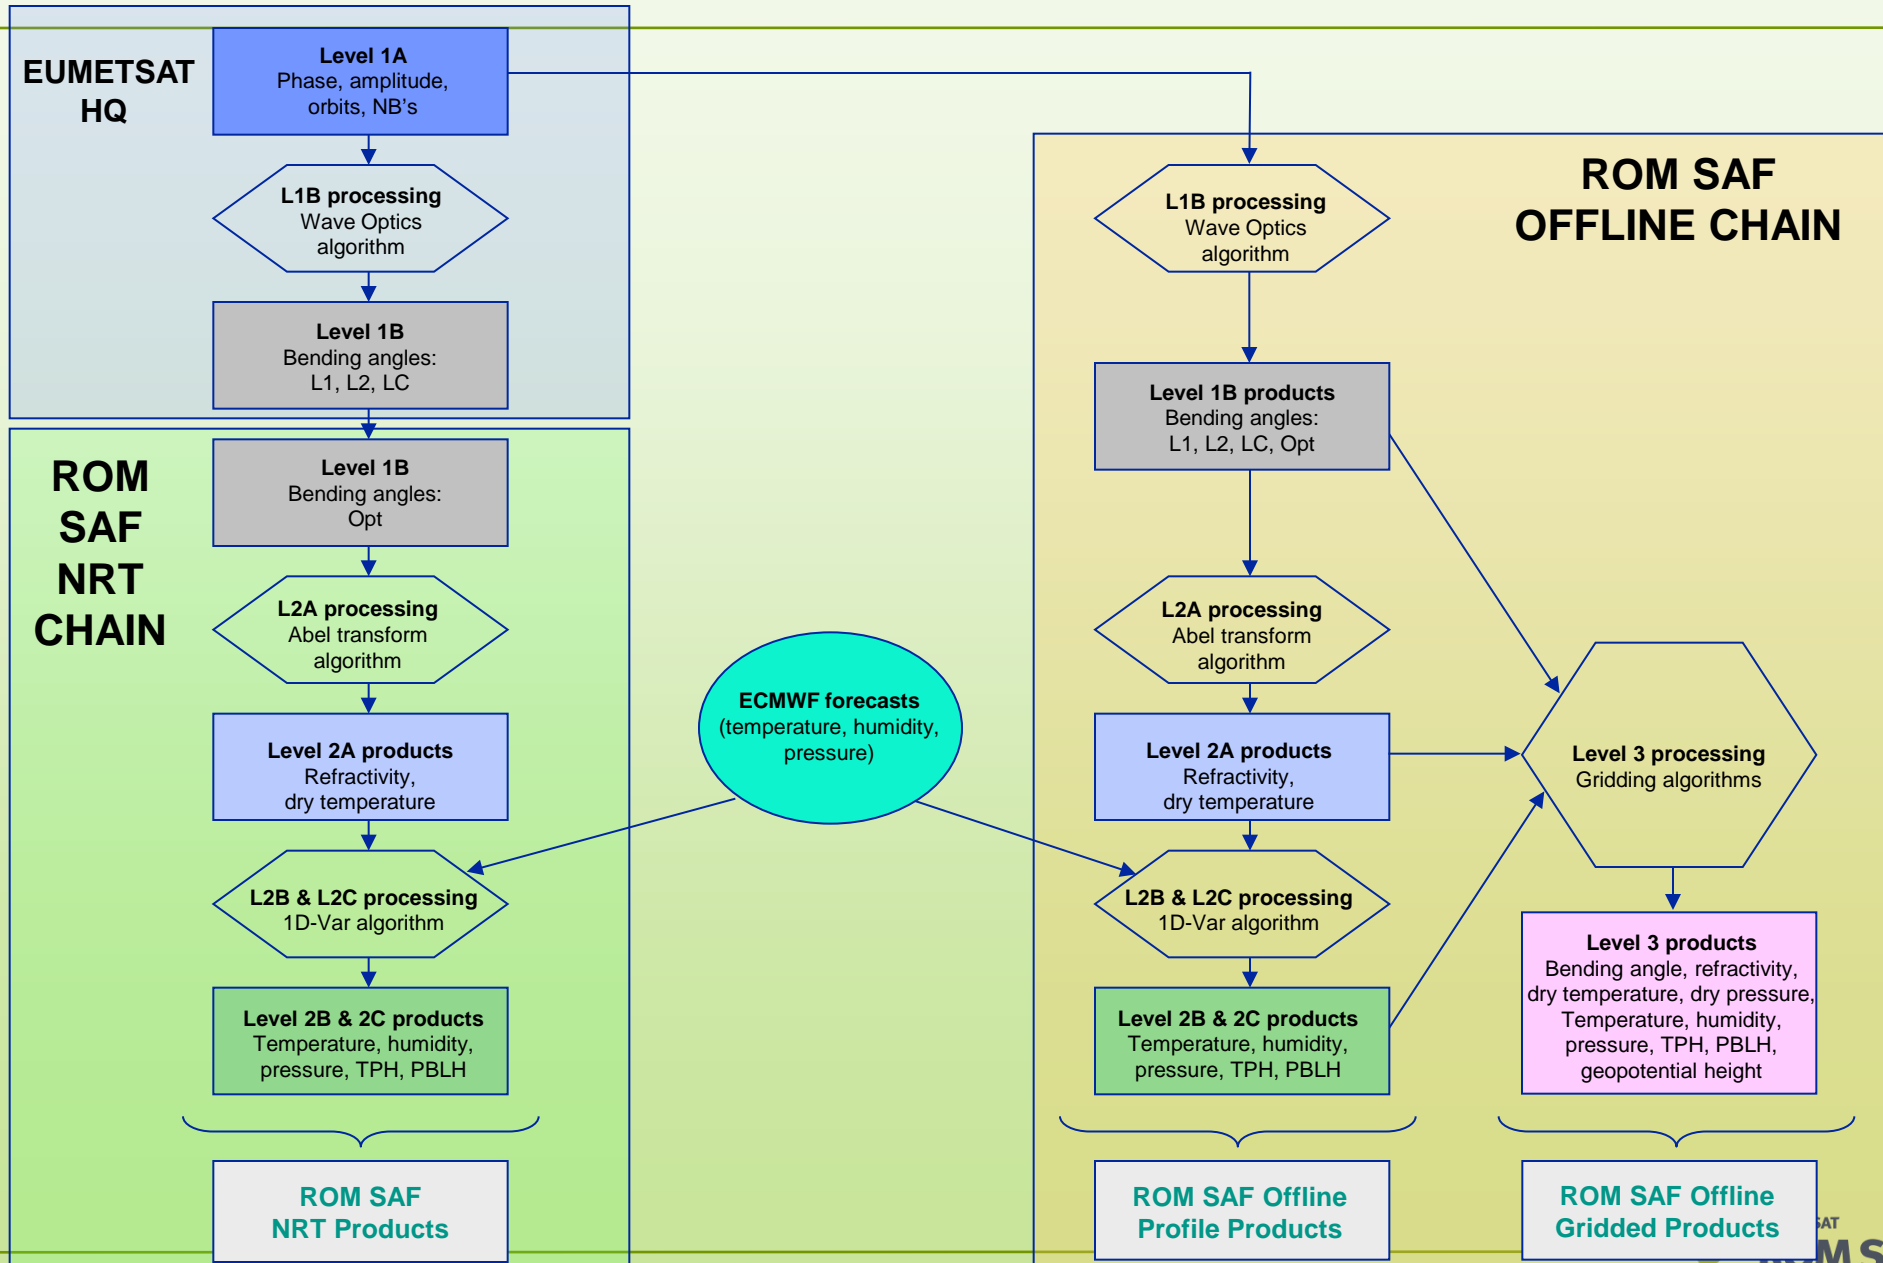 EUMETSAT
HQ
Level 1A
Phase, amplitude,
orbits, NB's
L1B processing
Wave Optics
algorithm
Level 1B
Bending angles:
L1, L2, LC
ROM
SAF
NRT
CHAIN
Level 1B
Bending angles:
Opt
L2A processing
Abel transform
algorithm
Level 2A products
Refractivity,
dry temperature
L2B & L2C processing
1D-Var algorithm
Level 2B & 2C products
Temperature, humidity,
pressure, TPH, PBLH
ROM SAF
NRT Products
ECMWF forecasts
(temperature, humidity,
pressure)
ROM SAF
OFFLINE CHAIN
L1B processing
Wave Optics
algorithm
Level 1B products
Bending angles:
L1, L2, LC, Opt
L2A processing
Abel transform
algorithm
Level 2A products
Refractivity,
dry temperature
L2B & L2C processing
1D-Var algorithm
Level 2B & 2C products
Temperature, humidity,
pressure, TPH, PBLH
ROM SAF Offline
Profile Products
Level 3 processing
Gridding algorithms
Level 3 products
Bending angle, refractivity,
dry temperature, dry pressure,
Temperature, humidity,
pressure, TPH, PBLH,
geopotential height
ROM SAF Offline
Gridded Products